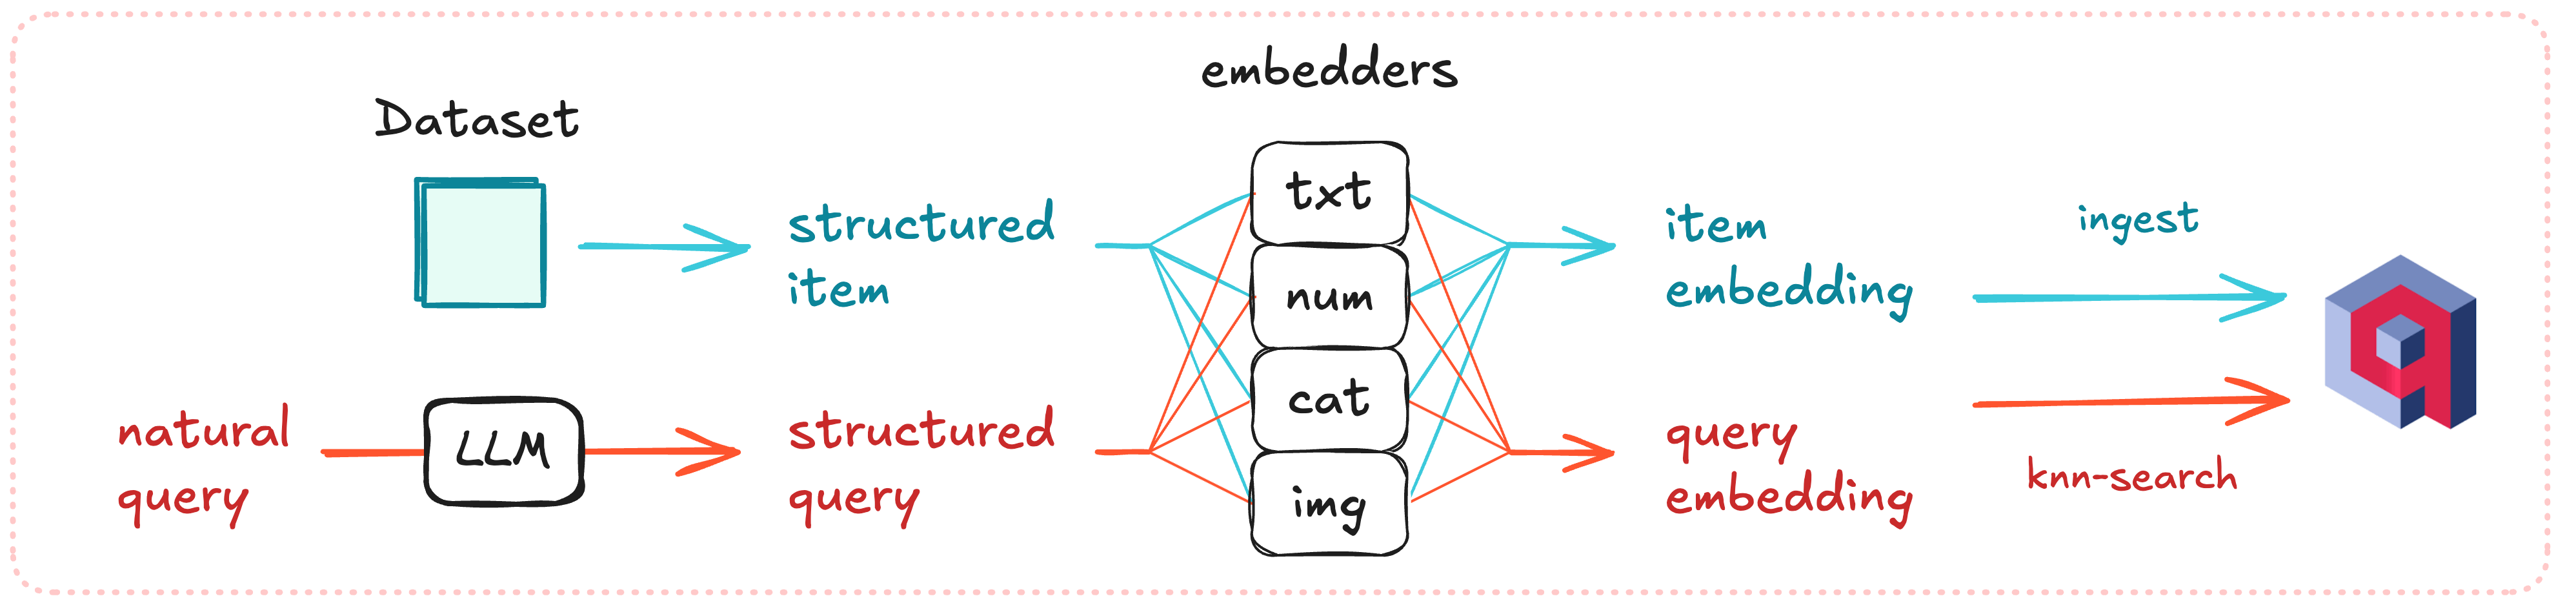 embedders
Dataset
txt
structured
item
num
item
embedding
ingest
natural
query
LLM
structured
query
cat
img
query
embedding
knn-search